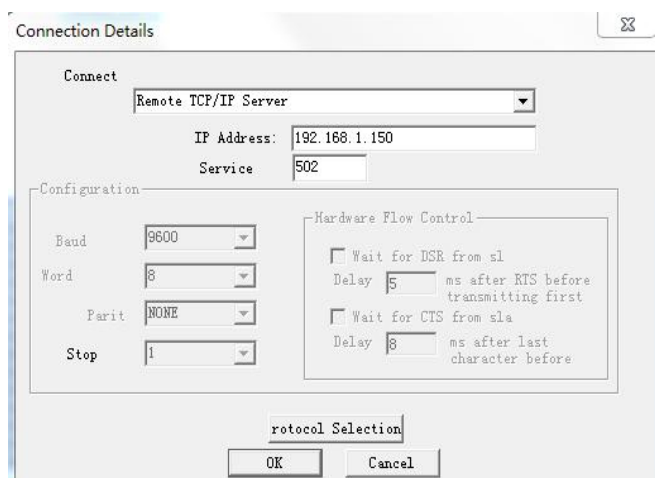 Connection Details
Connect
Remote TCP/IP Server
IP Address: 192.168.1.150
Service 502
Configuration
Baud 9600
Word 8
Parit NONE
Stop 1
Hardware Flow Control
Wait for DSR from sl
Delay 5 ms after RTS before
transmitting first
Wait for CTS from sla
Delay 8 ms after last
character before
rotocol Selection
OK Cancel